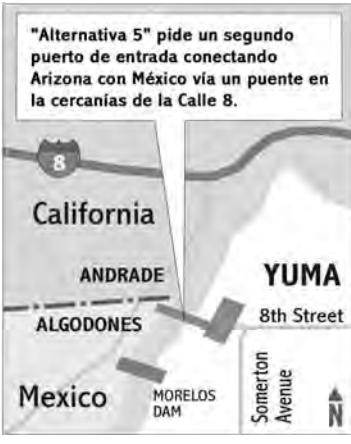 "Alternativa 5" pide un segundo
puerto de entrada conectando
Arizona con México vía un puente en
la cercanías de la Calle 8.
8
California
ANDRADE
YUMA
ALGODONES
8th Street
Mexico
MORELOS
DAM
Somerton
Avenue
N